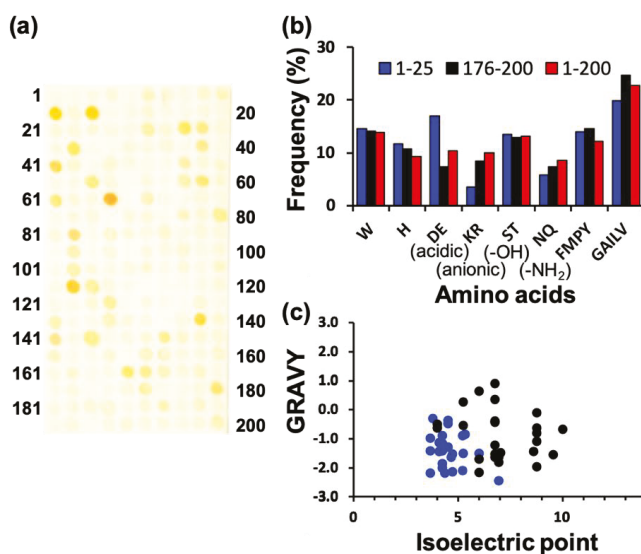 (a)
1
20
21
40
41
60
61
80
81
100
101
120
121
140
141
160
161
180
181
200
(b)
30
20
10
0
Frequency (%)
1-25 176-200 1-200
W H DE KR ST NQ FMPY GAILV
(acidic) (-OH)
(anionic) (-NH₂)
Amino acids
(c)
3.0
2.0
1.0
0.0
-1.0
-2.0
-3.0
GRAVY
0 5 10
Isoelectric point